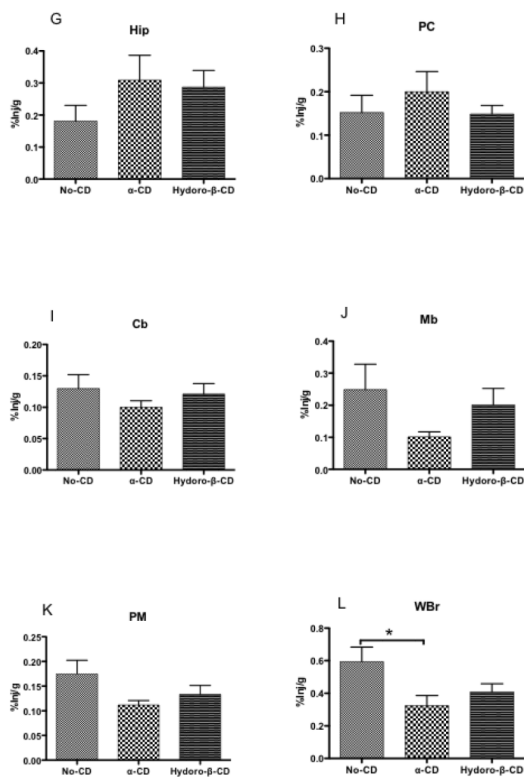 G
Hip
%Inj/g
0.4
0.3
0.2
0.1
0.0
No-CD α-CD Hydoro-β-CD
H
PC
%Inj/g
0.3
0.2
0.1
0.0
No-CD α-CD Hydoro-β-CD
I
Cb
%Inj/g
0.20
0.15
0.10
0.05
0.00
No-CD α-CD Hydoro-β-CD
J
Mb
%Inj/g
0.4
0.3
0.2
0.1
0.0
No-CD α-CD Hydoro-β-CD
K
PM
%Inj/g
0.25
0.20
0.15
0.10
0.05
0.00
No-CD α-CD Hydoro-β-CD
L
WBr
*
%Inj/g
0.8
0.6
0.4
0.2
0.0
No-CD α-CD Hydoro-β-CD